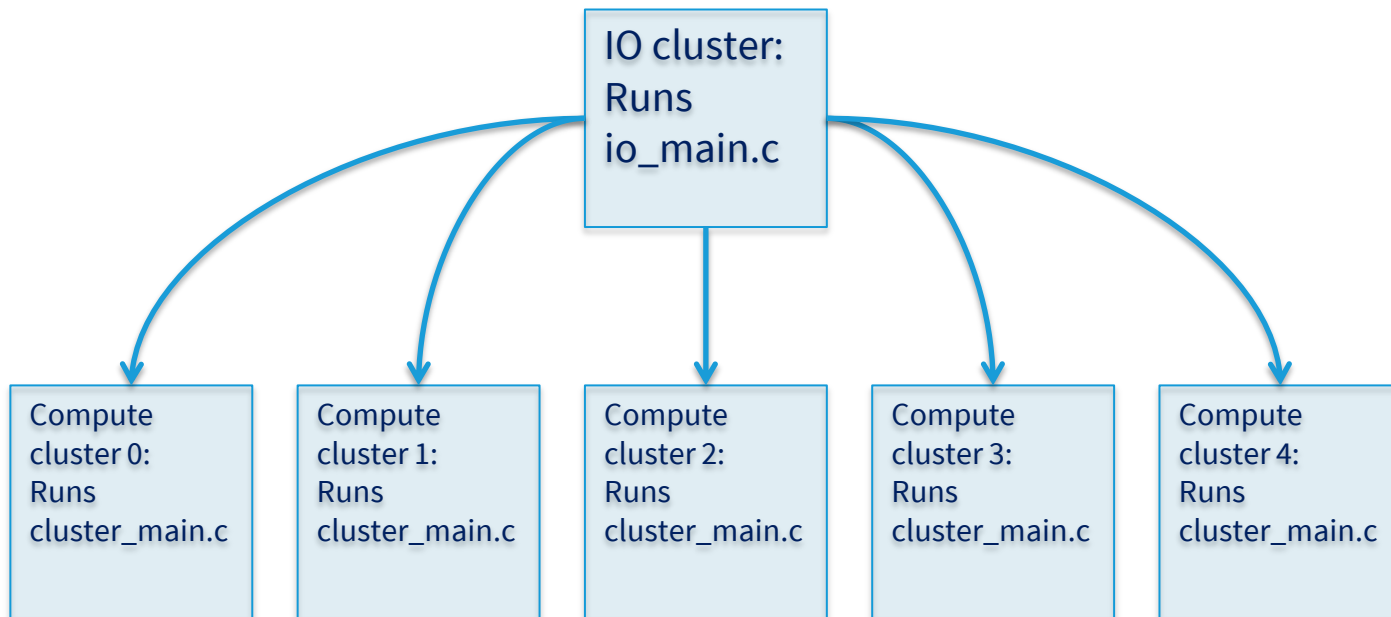 IO cluster:
Runs
io_main.c
Compute
cluster 0:
Runs
cluster_main.c
Compute
cluster 1:
Runs
cluster_main.c
Compute
cluster 2:
Runs
cluster_main.c
Compute
cluster 3:
Runs
cluster_main.c
Compute
cluster 4:
Runs
cluster_main.c